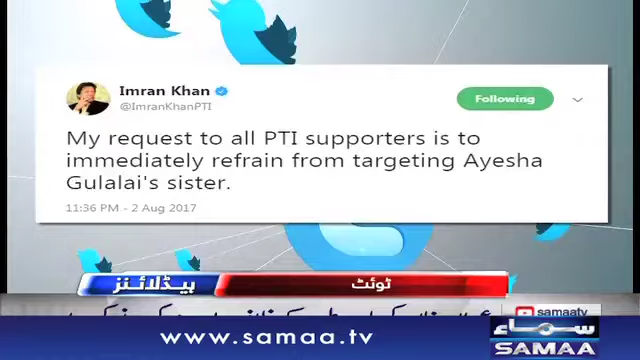 Imran Khan
@ImranKhanPTI
Following
My request to all PTI supporters is to
immediately refrain from targeting Ayesha
Gulalai's sister.
11:36 PM - 2 Aug 2017
ہیڈلائنز
ٹوئٹ
samaatv
www.samaa.tv
سماء
SAMAA